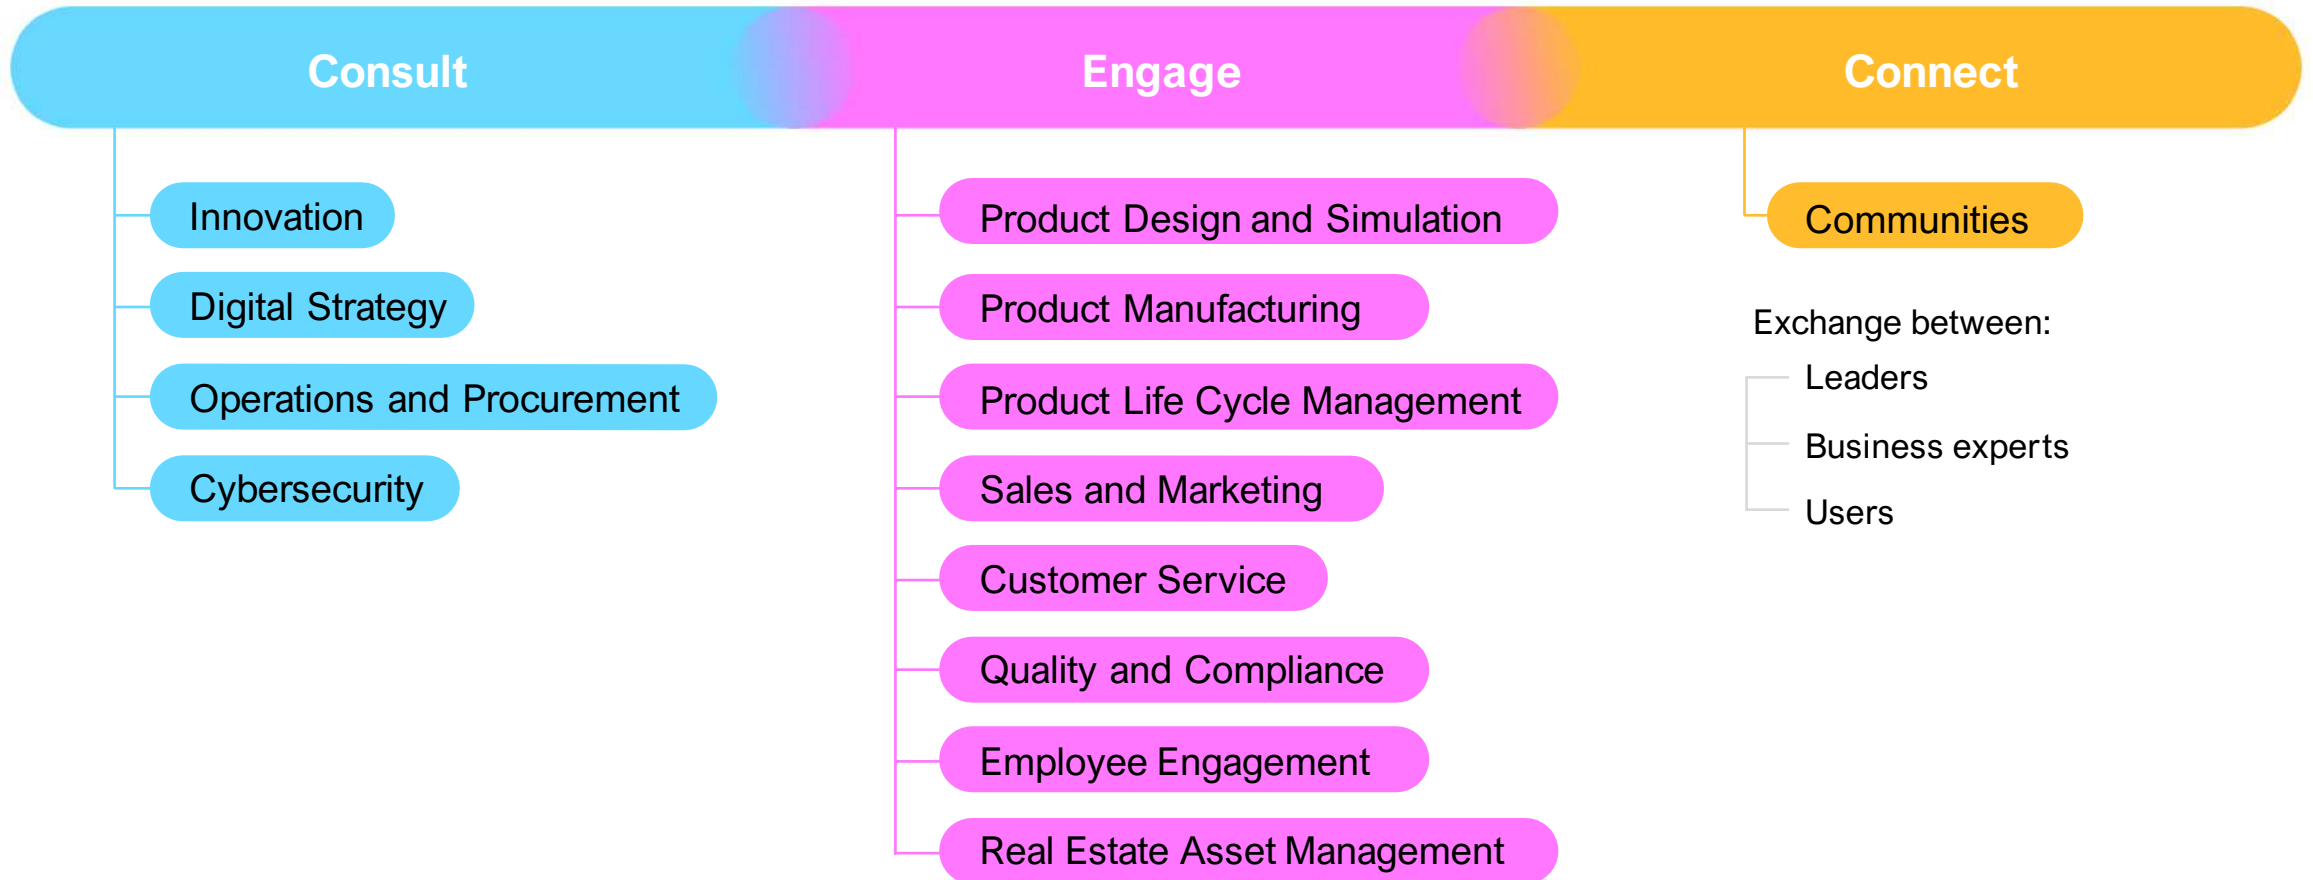 Consult
Engage
Connect
Innovation
Digital Strategy
Operations and Procurement
Cybersecurity
Product Design and Simulation
Product Manufacturing
Product Life Cycle Management
Sales and Marketing
Customer Service
Quality and Compliance
Employee Engagement
Real Estate Asset Management
Communities
Exchange between:
Leaders
Business experts
Users